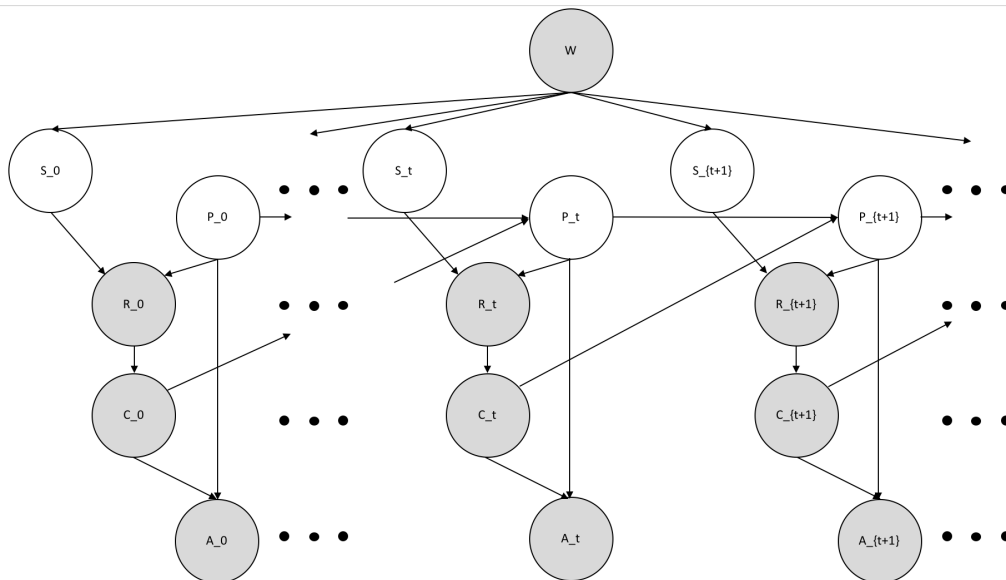 W
S_0
S_t
S_{t+1}
P_0
P_t
P_{t+1}
R_0
R_t
R_{t+1}
C_0
C_t
C_{t+1}
A_0
A_t
A_{t+1}